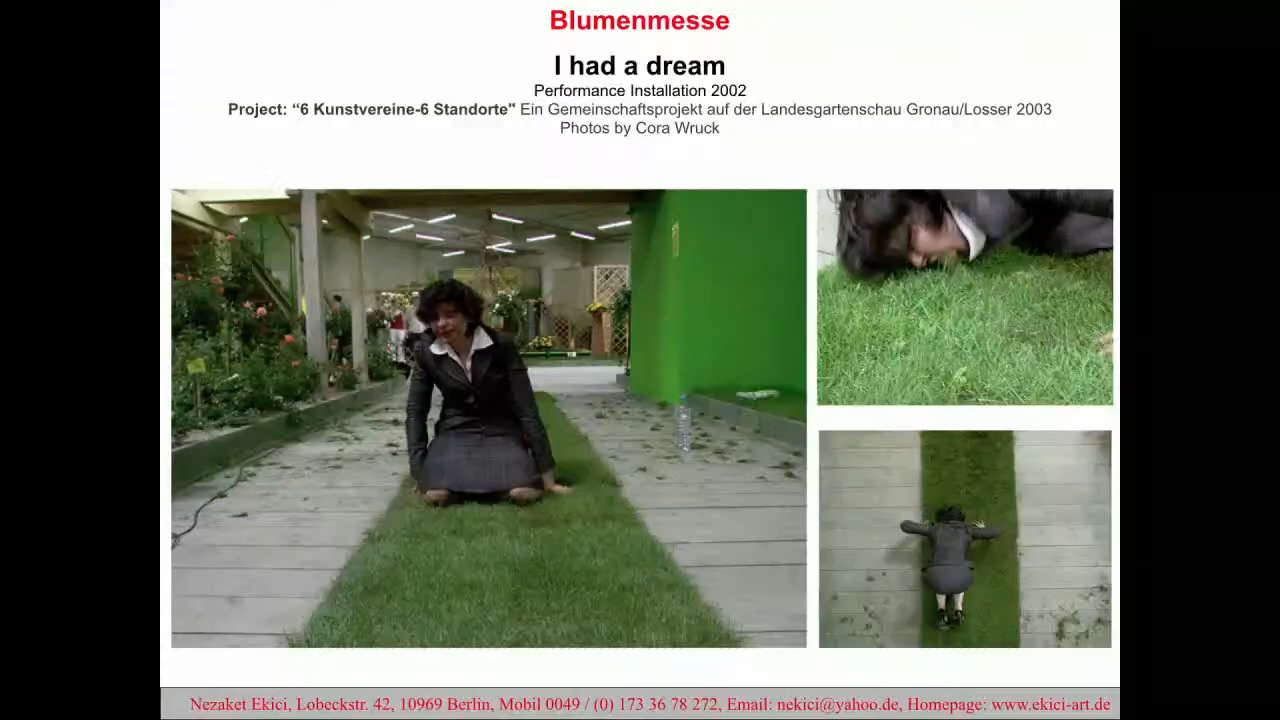 Blumenmesse
I had a dream
Performance Installation 2002
Project: “6 Kunstvereine-6 Standorte" Ein Gemeinschaftsprojekt auf der Landesgartenschau Gronau/Losser 2003
Photos by Cora Wruck
Nezaket Ekici, Lobeckstr. 42, 10969 Berlin, Mobil 0049 / (0) 173 36 78 272, Email: nekici@yahoo.de, Homepage: www.ekici-art.de